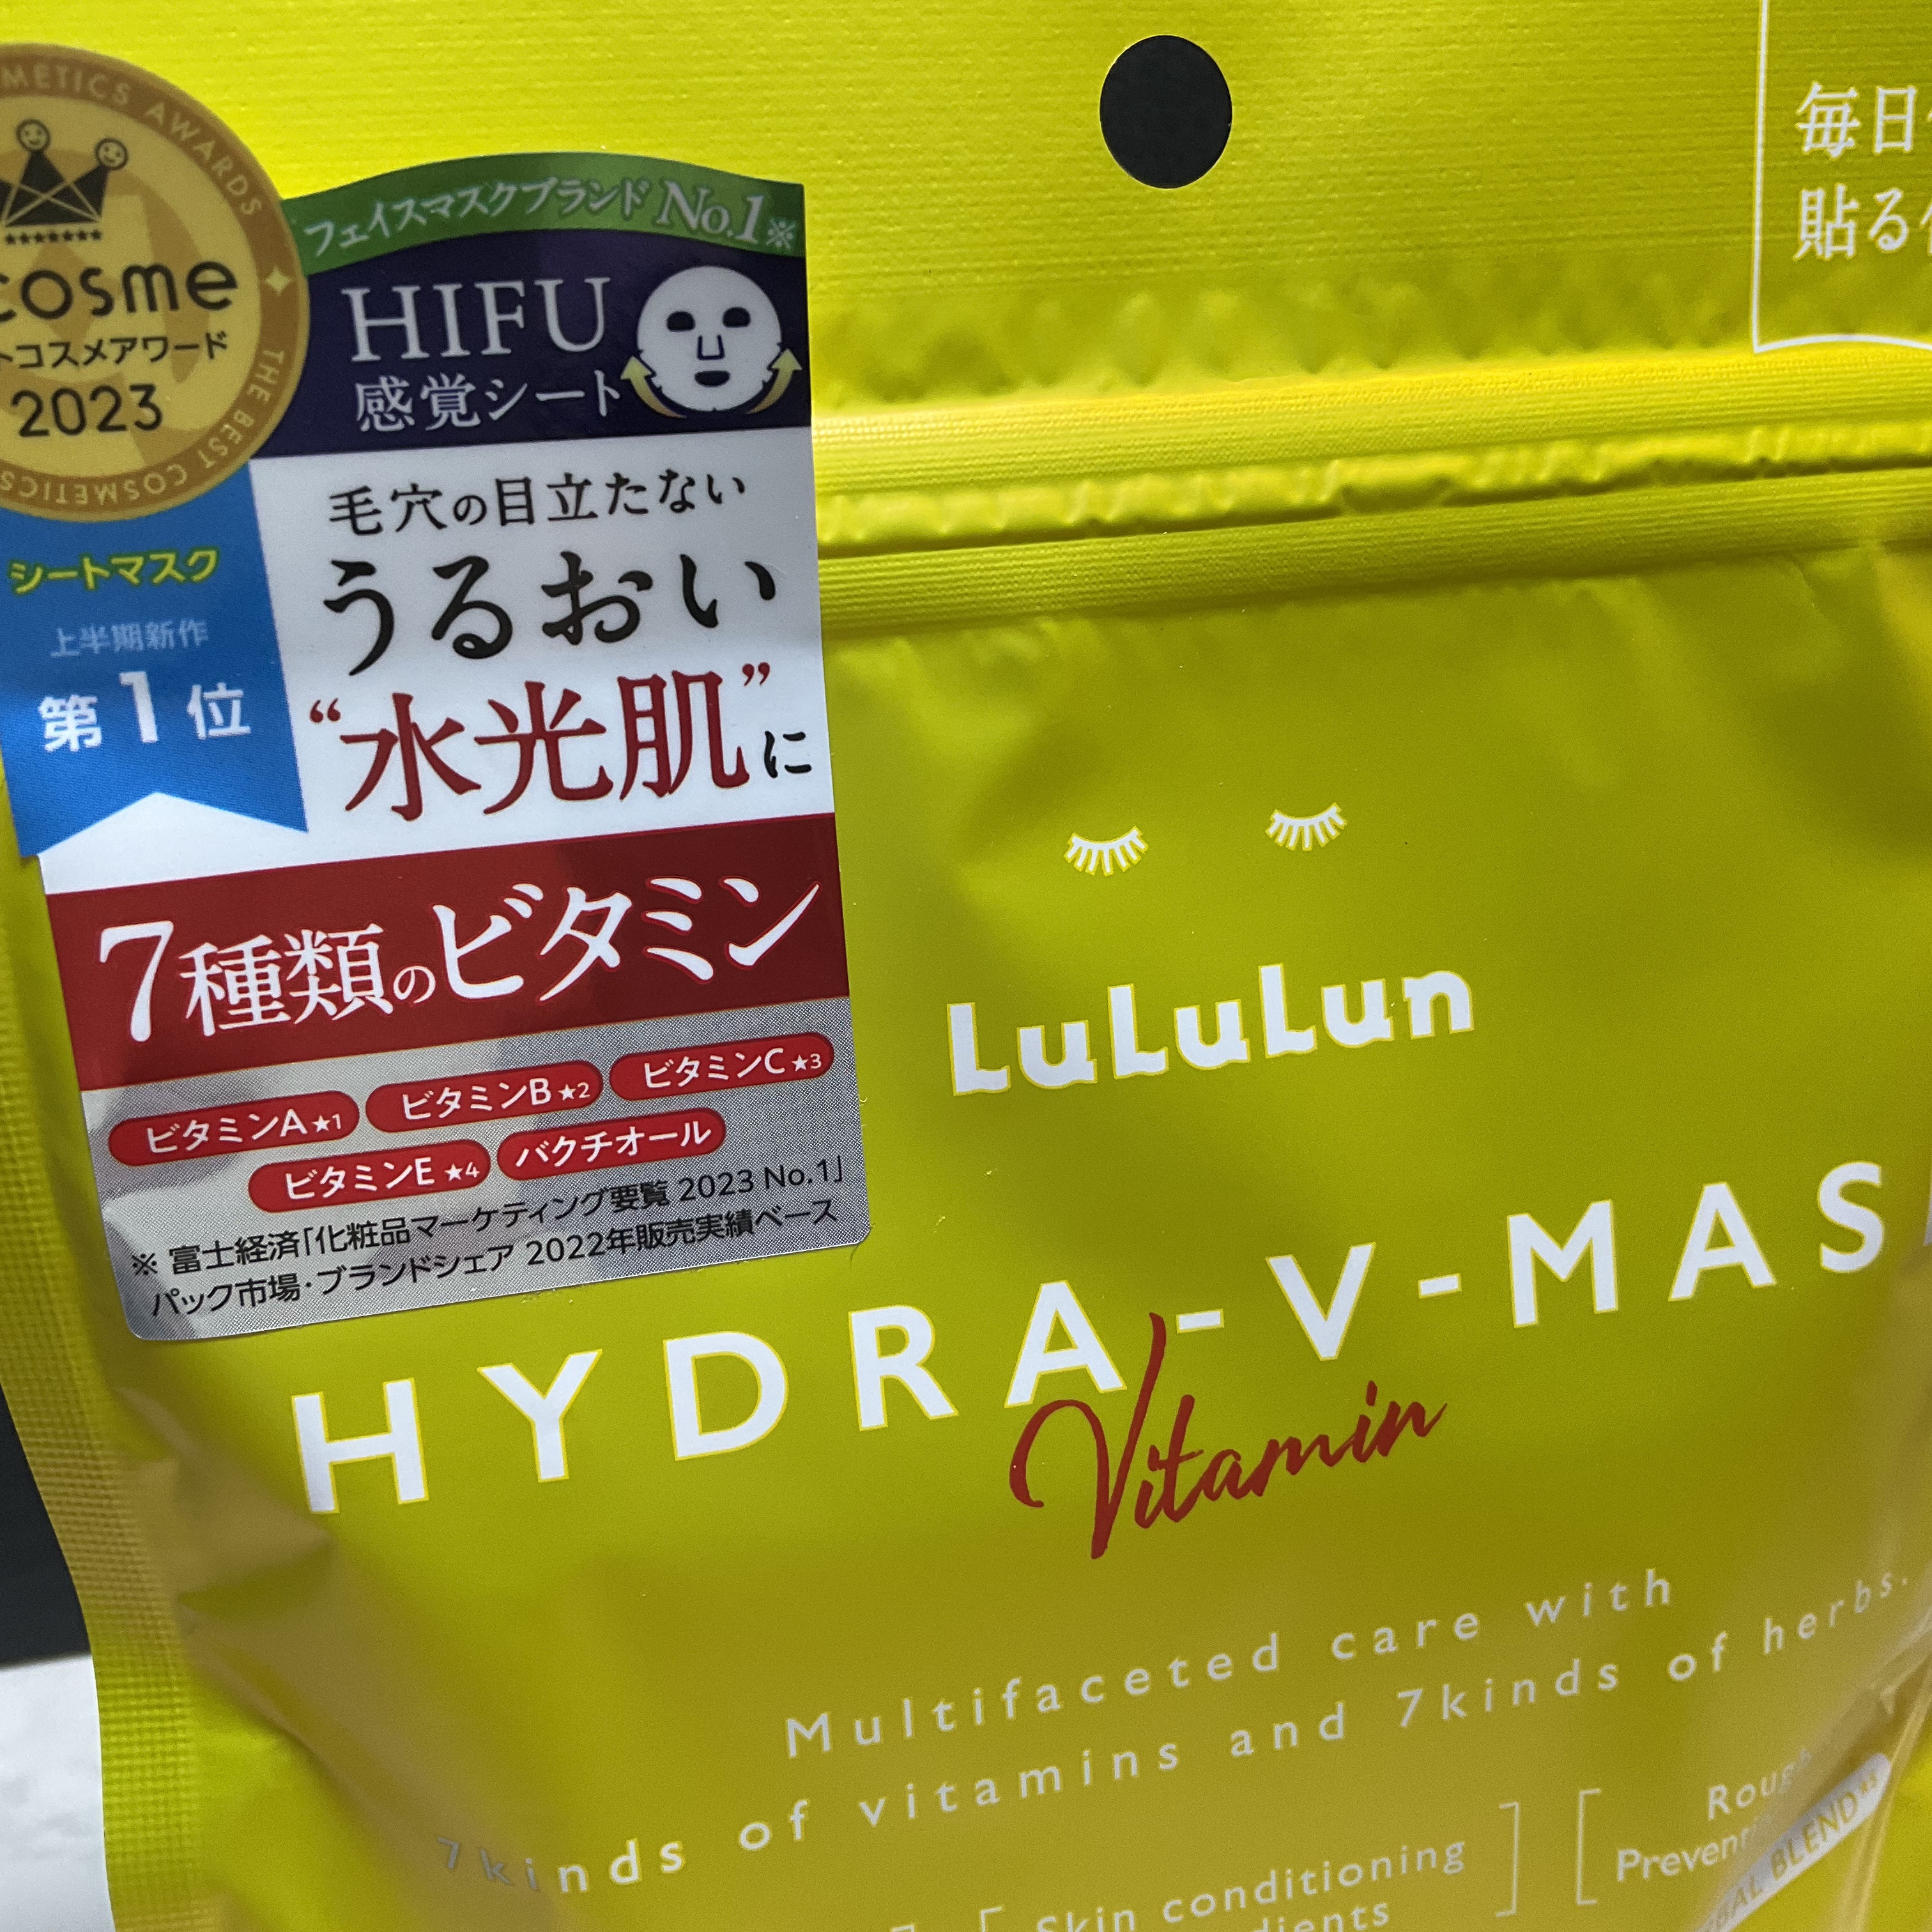 METICS AWARDS
THE BEST COSMETICS
cosme
トコスメアワード
2023
シートマスク
上半期新作
第1位
フェイスマスクブランド No.1※
HIFU
感覚シート
毛穴の目立たない
うるおい
“水光肌”に
7種類のビタミン
ビタミンA★1 ビタミンB★2 ビタミンC★3
ビタミンE★4 バクチオール
※ 富士経済「化粧品マーケティング要覧 2023 No.1」
パック市場・ブランドシェア 2022年販売実績ベース
毎日
貼る
LuLuLun
HYDRA-V-MAS
Vitamin
Multifaceted care with
7kinds of vitamins and 7kinds of herbs.
Skin conditioning
Preventi
BLEND